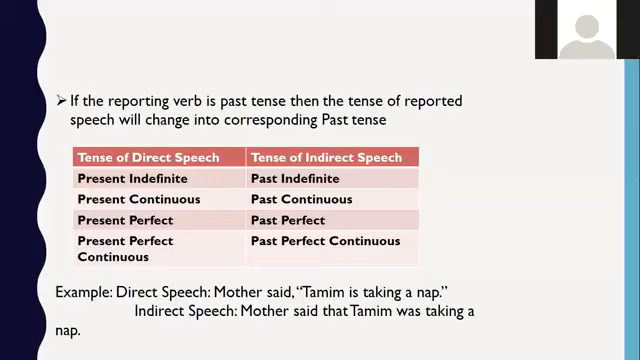 ➢ If the reporting verb is past tense then the tense of reported
speech will change into corresponding Past tense
Tense of Direct Speech Tense of Indirect Speech
Present Indefinite Past Indefinite
Present Continuous Past Continuous
Present Perfect Past Perfect
Present Perfect Past Perfect Continuous
Continuous
Example: Direct Speech: Mother said, “Tamim is taking a nap.”
Indirect Speech: Mother said that Tamim was taking a
nap.